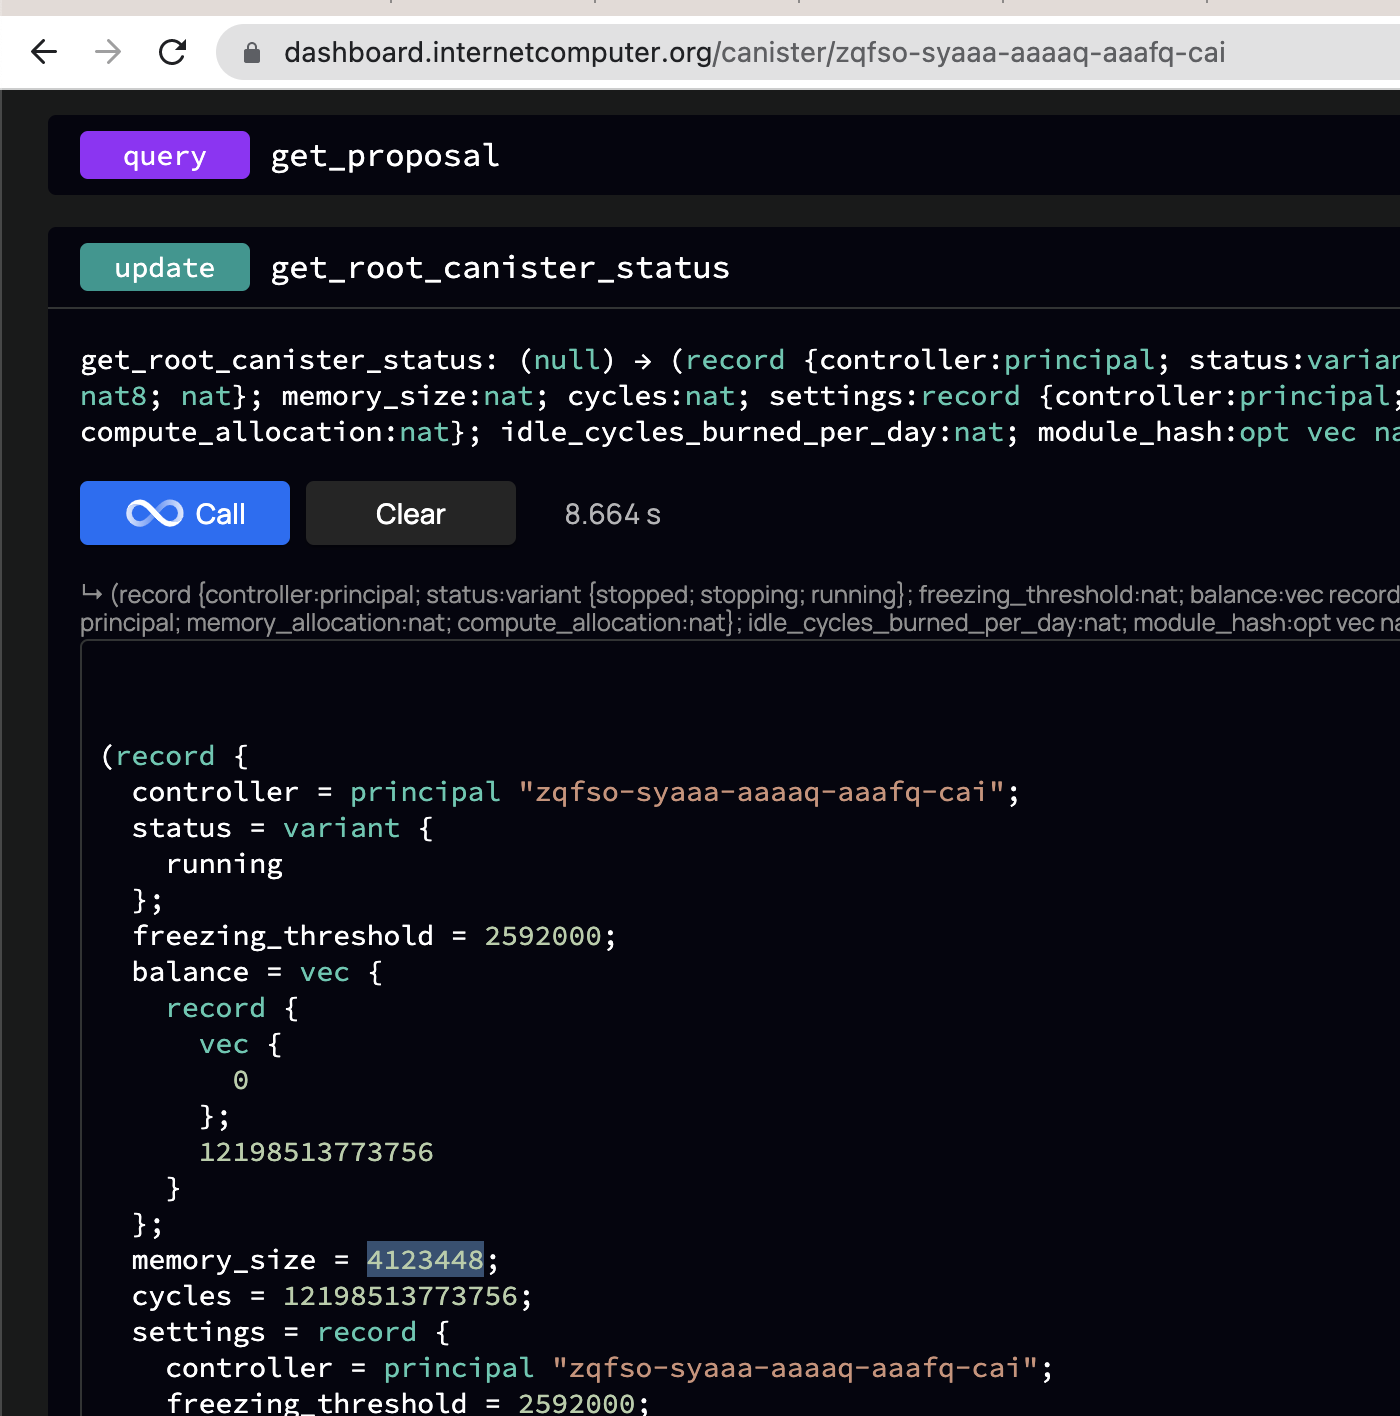 dashboard.internetcomputer.org/canister/zqfso-syaaa-aaaaq-aaafq-cai
query get_proposal
update get_root_canister_status
get_root_canister_status: (null) → (record {controller:principal; status:varian
nat8; nat}; memory_size:nat; cycles:nat; settings:record {controller:principal;
compute_allocation:nat}; idle_cycles_burned_per_day:nat; module_hash:opt vec na
Call Clear 8.664 s
↳ (record {controller:principal; status:variant {stopped; stopping; running}; freezing_threshold:nat; balance:vec record
principal; memory_allocation:nat; compute_allocation:nat}; idle_cycles_burned_per_day:nat; module_hash:opt vec na
(record {
controller = principal "zqfso-syaaa-aaaaq-aaafq-cai";
status = variant {
running
};
freezing_threshold = 2592000;
balance = vec {
record {
vec {
0
};
12198513773756
}
};
memory_size = 4123448;
cycles = 12198513773756;
settings = record {
controller = principal "zqfso-syaaa-aaaaq-aaafq-cai";
freezing_threshold = 2592000;